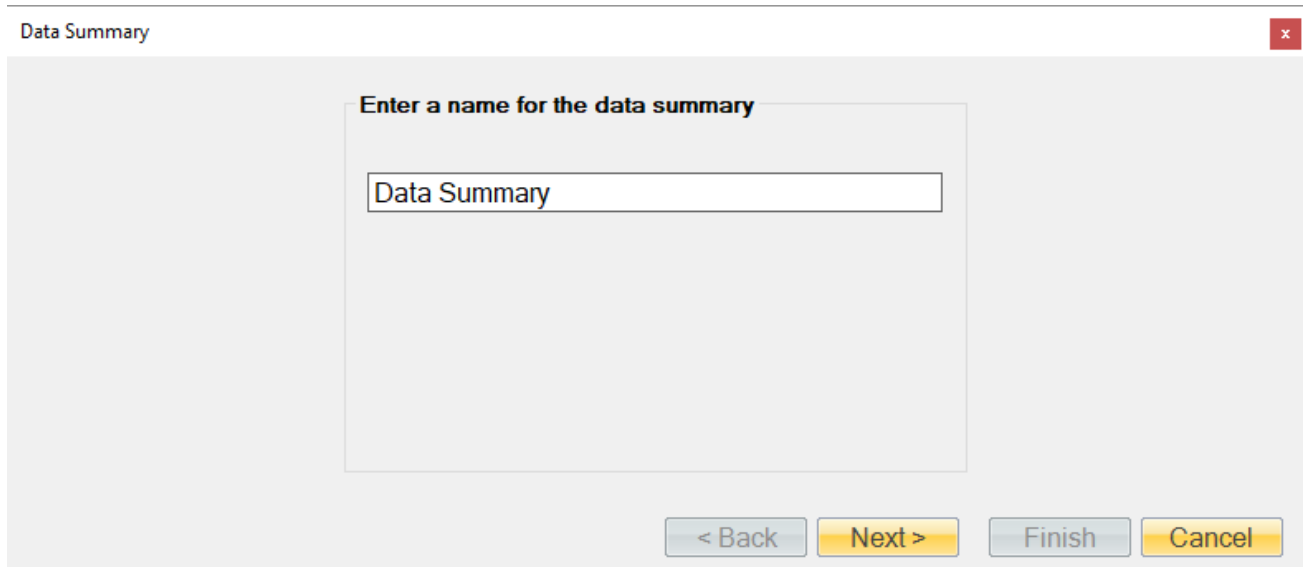 Data Summary
x
Enter a name for the data summary
Data Summary
< Back Next > Finish Cancel